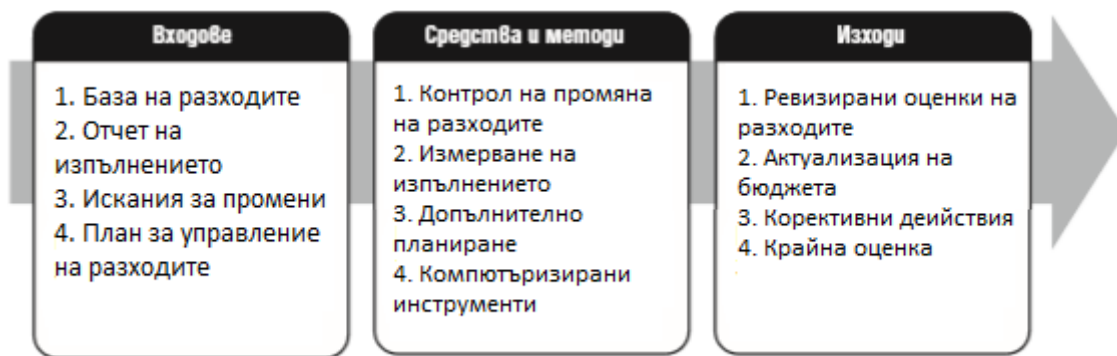 Входове
1. База на разходите
2. Отчет на
изпълнението
3. Искания за промени
4. План за управление
на разходите
Средства и методи
1. Контрол на промяна
на разходите
2. Измерване на
изпълнението
3. Допълнително
планиране
4. Компютъризирани
инструменти
Изходи
1. Ревизирани оценки на
разходите
2. Актуализация на
бюджета
3. Корективни деийствия
4. Крайна оценка